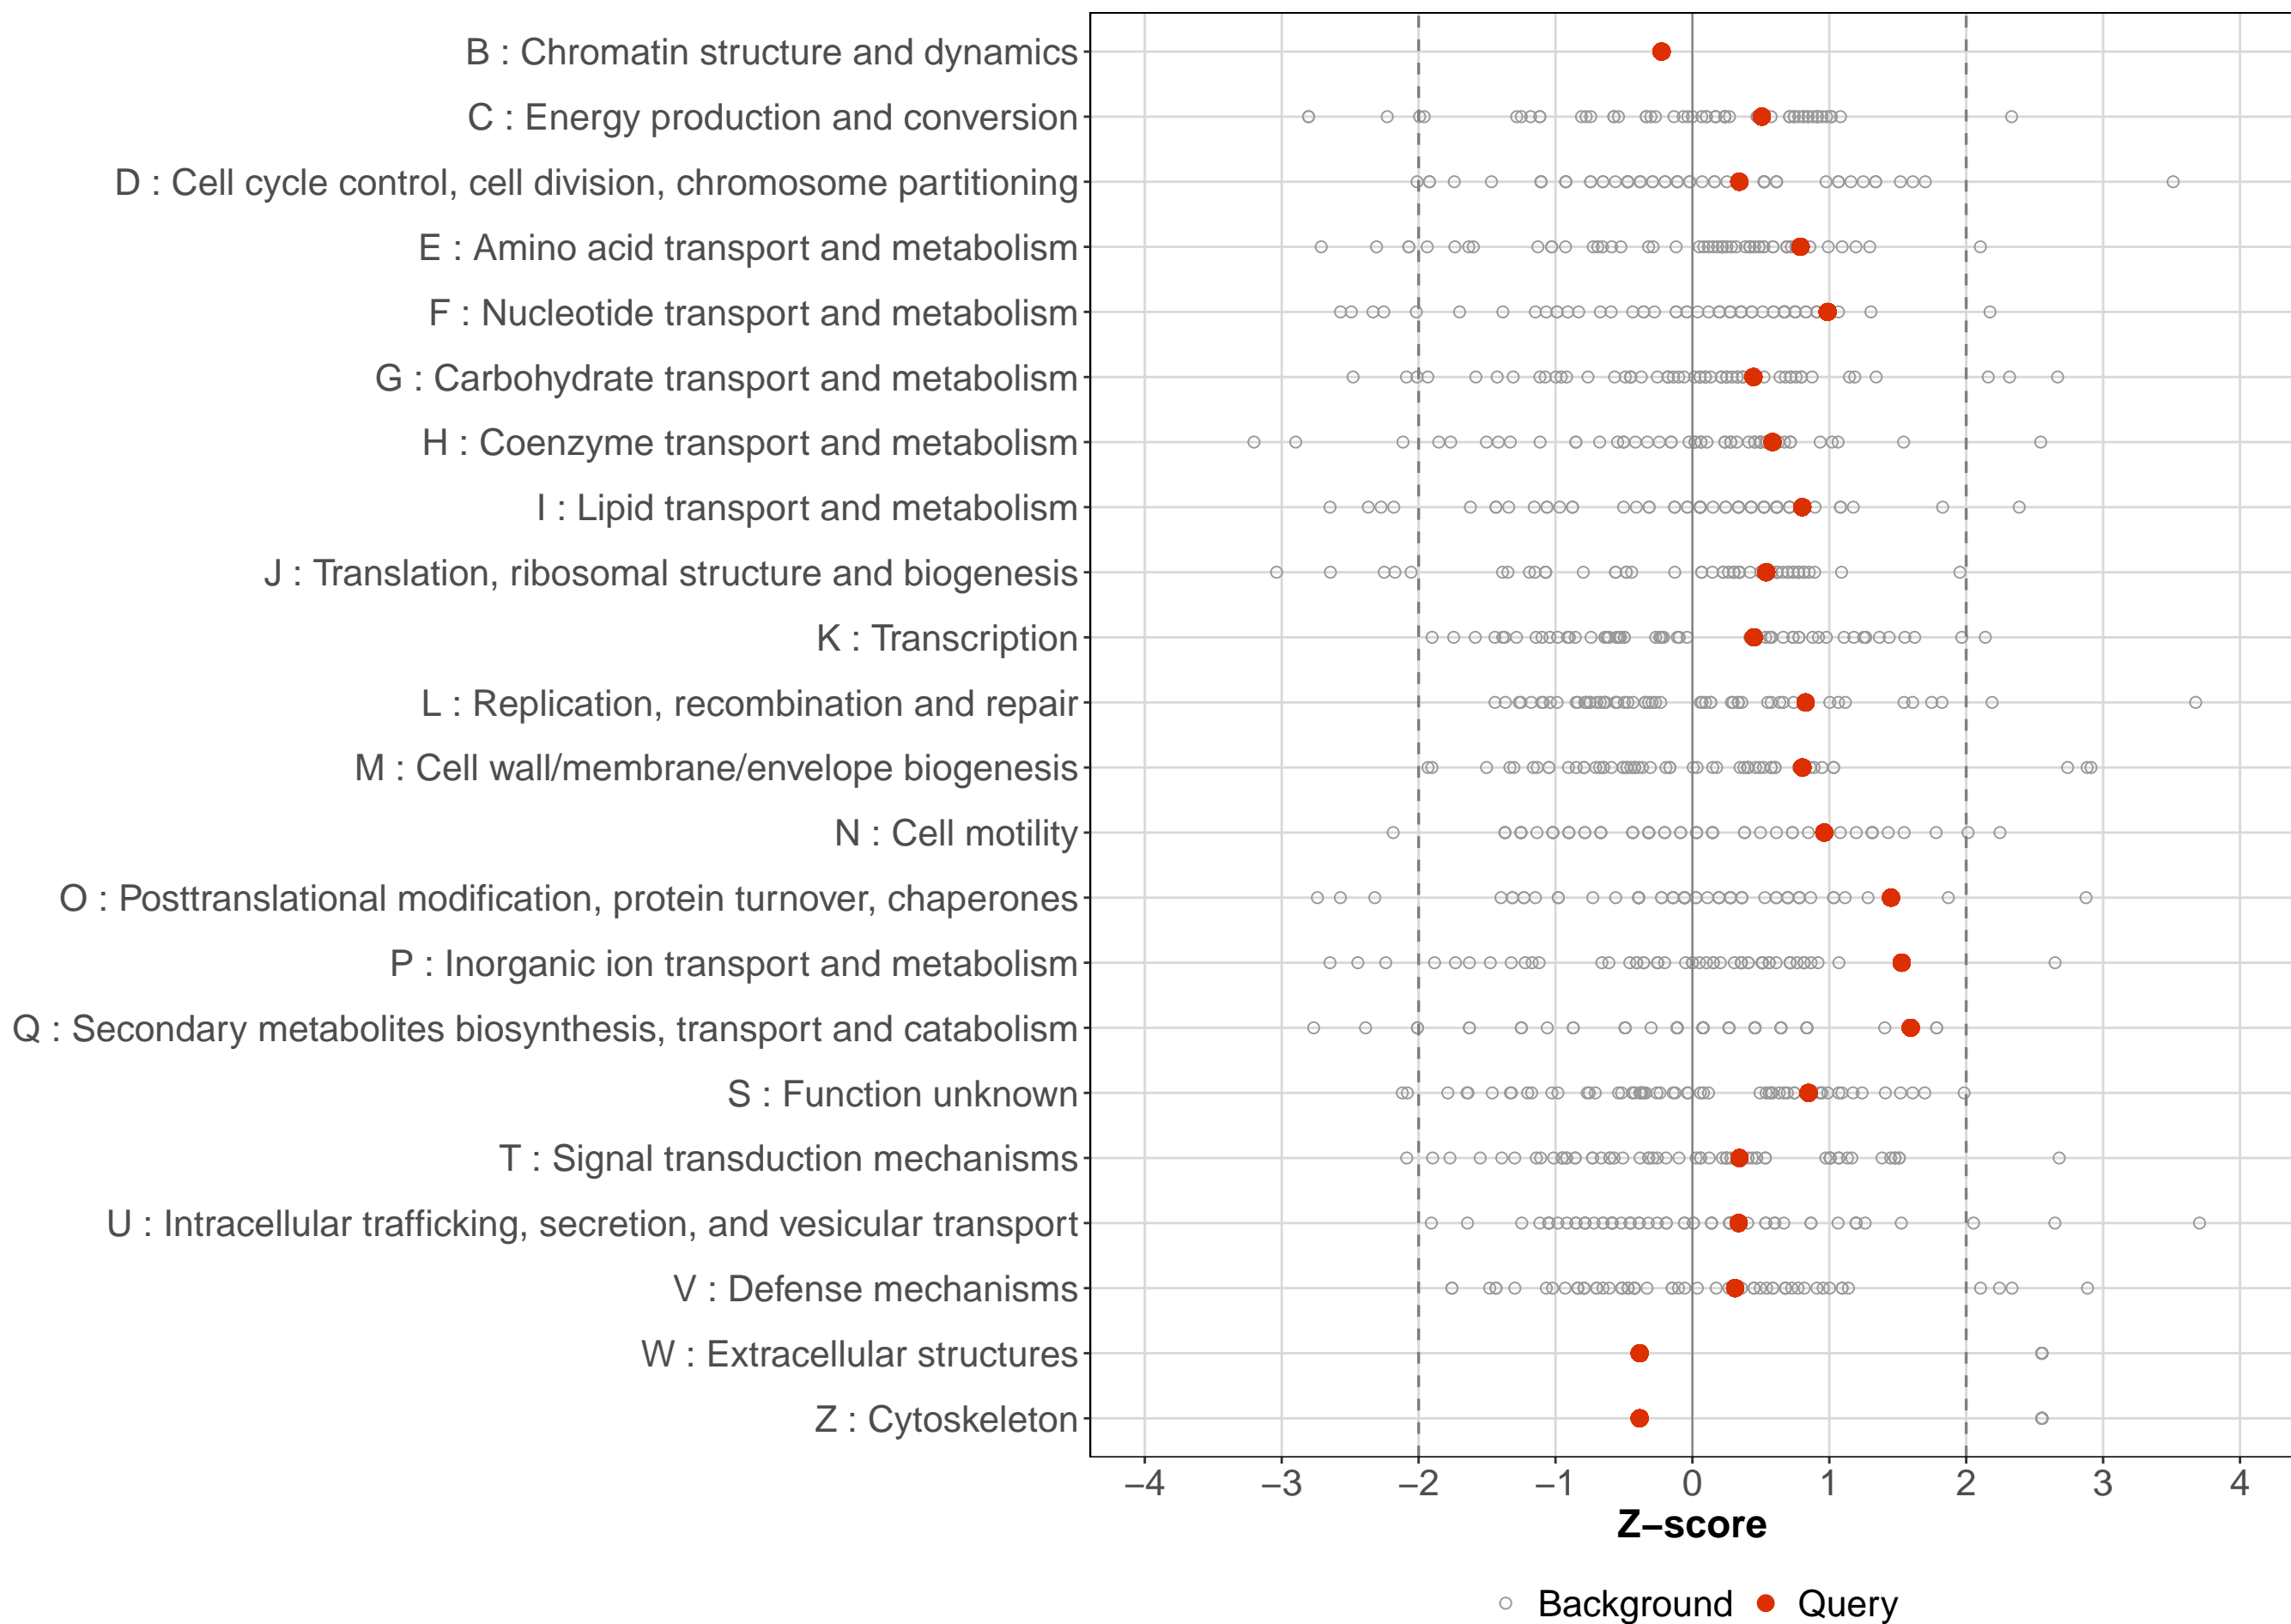 B : Chromatin structure and dynamics
C : Energy production and conversion
D : Cell cycle control, cell division, chromosome partitioning
E : Amino acid transport and metabolism
F : Nucleotide transport and metabolism
G : Carbohydrate transport and metabolism
H : Coenzyme transport and metabolism
I : Lipid transport and metabolism
J : Translation, ribosomal structure and biogenesis
K : Transcription
L : Replication, recombination and repair
M : Cell wall/membrane/envelope biogenesis
N : Cell motility
O : Posttranslational modification, protein turnover, chaperones
P : Inorganic ion transport and metabolism
Q : Secondary metabolites biosynthesis, transport and catabolism
S : Function unknown
T : Signal transduction mechanisms
U : Intracellular trafficking, secretion, and vesicular transport
V : Defense mechanisms
W : Extracellular structures
Z : Cytoskeleton
−4 −3 −2 −1 0 1 2 3 4
Z−score
Background Query